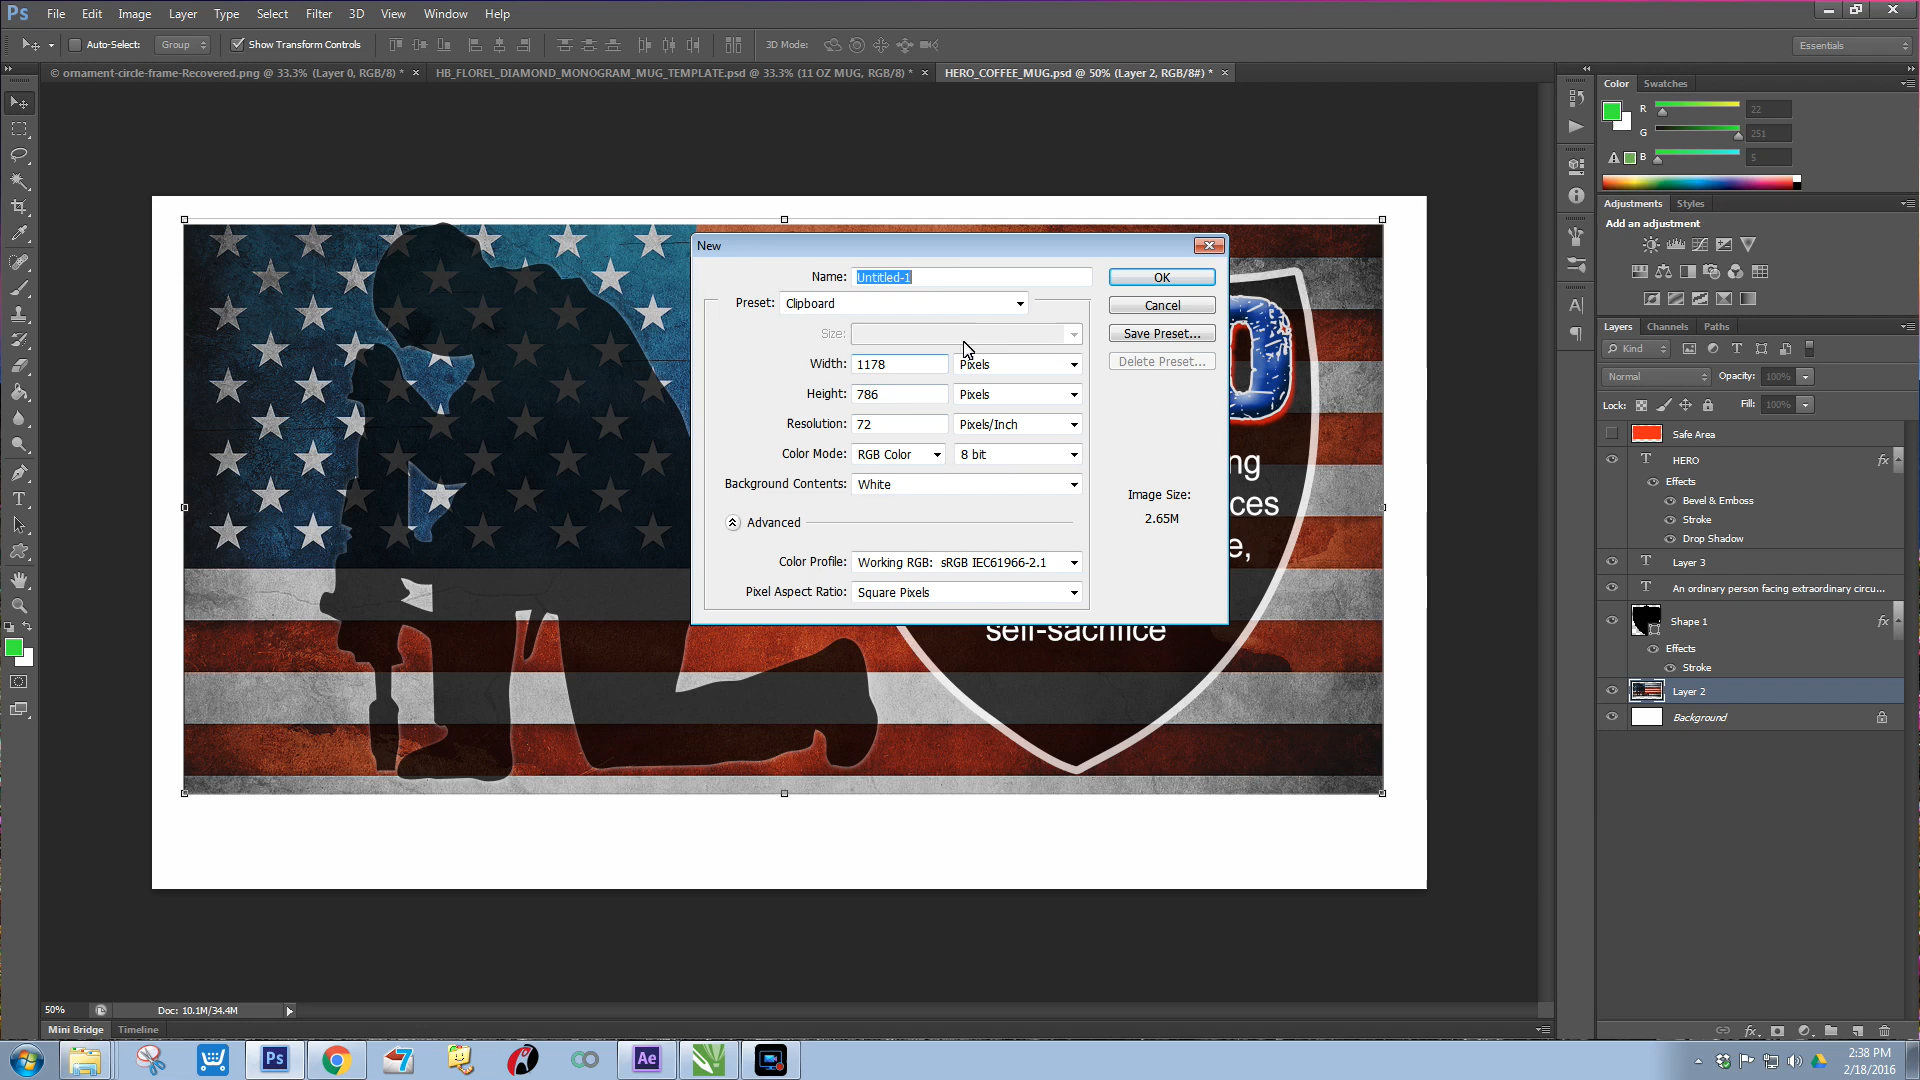 Ps File Edit Image Layer Type Select Filter 3D View Window Help
Auto-Select: Group Show Transform Controls 3D Mode: Essentials
© ornament-circle-frame-Recovered.png @ 33.3% (Layer 0, RGB/8) * ×
HB_FLOREL_DIAMOND_MONOGRAM_MUG_TEMPLATE.psd @ 33.3% (11 OZ MUG, RGB/8) * ×
HERO_COFFEE_MUG.psd @ 50% (Layer 2, RGB/8#) * ×
New
Name: Untitled-1
Preset: Clipboard
Size:
Width: 1178 Pixels
Height: 786 Pixels
Resolution: 72 Pixels/Inch
Color Mode: RGB Color 8 bit
Background Contents: White
Advanced
Color Profile: Working RGB: sRGB IEC61966-2.1
Pixel Aspect Ratio: Square Pixels
OK
Cancel
Save Preset...
Delete Preset...
Image Size:
2.65M
ng
ces
e,
self-sacrifice
Color Swatches
R 22
G 251
B 5
Adjustments Styles
Add an adjustment
Layers Channels Paths
Kind
Normal Opacity: 100%
Lock: Fill: 100%
Safe Area
T HERO fx
Effects
Bevel & Emboss
Stroke
Drop Shadow
T Layer 3
T An ordinary person facing extraordinary circu...
Shape 1 fx
Effects
Stroke
Layer 2
Background
50% Doc: 10.1M/34.4M
Mini Bridge Timeline
Ps 7 Ae
2:38 PM
2/18/2016